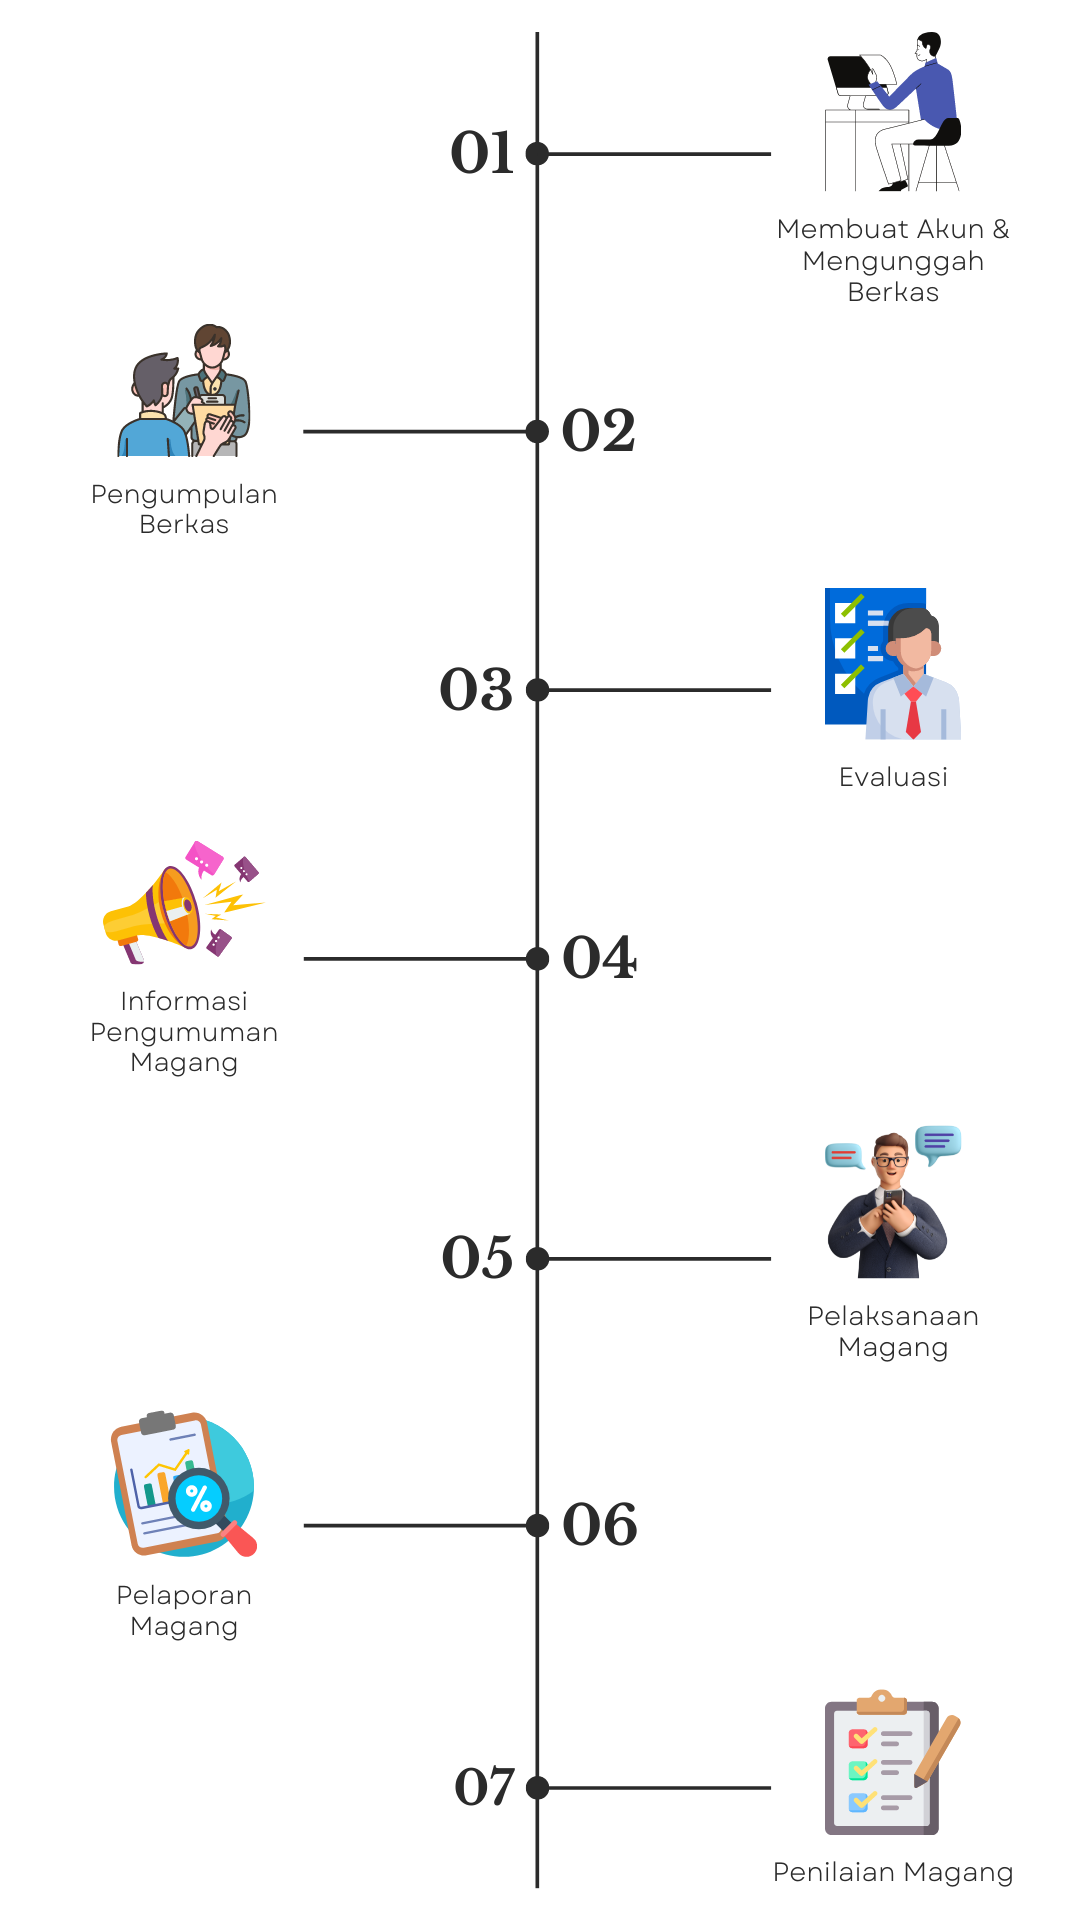 01
Membuat Akun &
Mengunggah
Berkas
02
Pengumpulan
Berkas
03
Evaluasi
04
Informasi
Pengumuman
Magang
05
Pelaksanaan
Magang
06
%
Pelaporan
Magang
07
Penilaian Magang